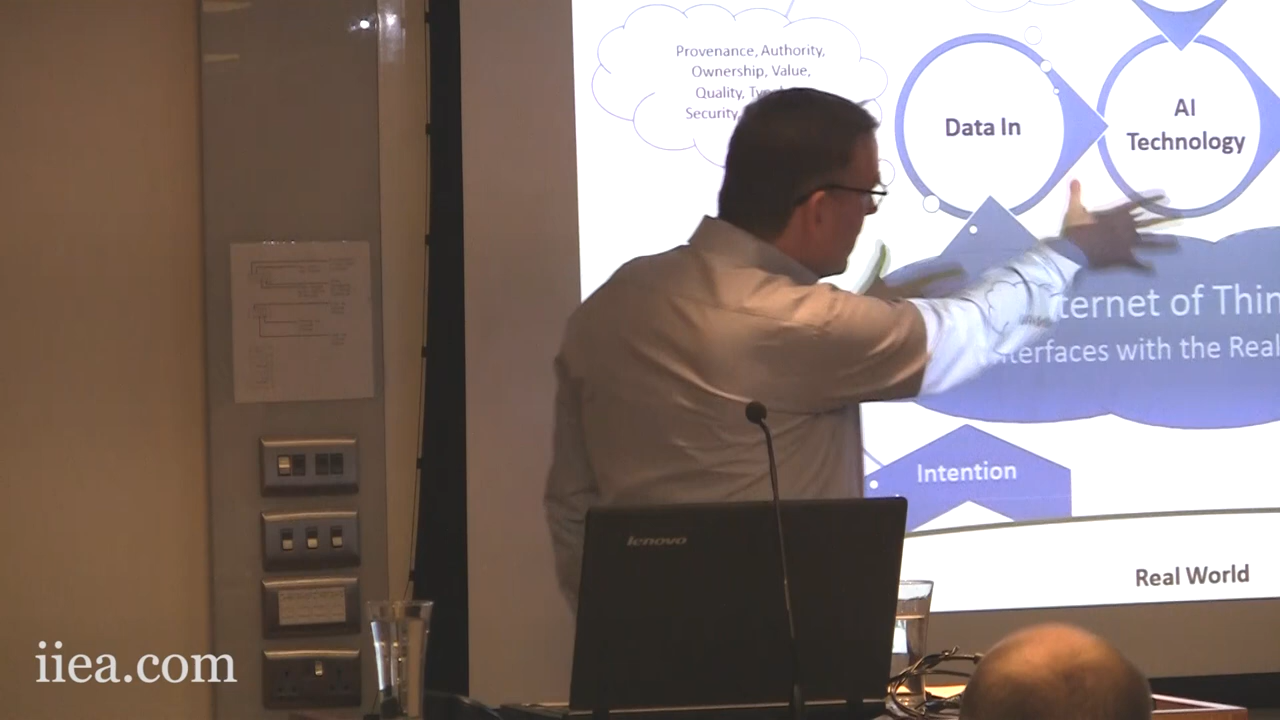 Provenance, Authority,
Ownership, Value,
Quality,
Security,
Data In
AI
Technology
ternet of Thin
terfaces with the Real
Intention
Real World
lenovo
iiea.com